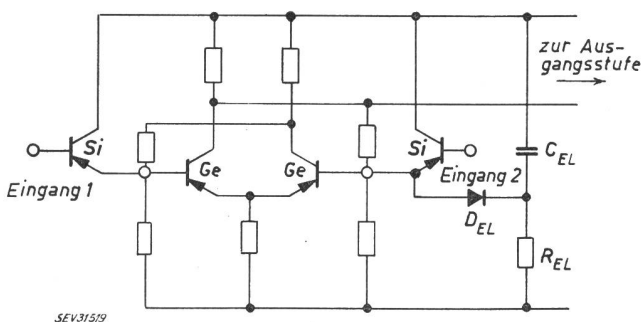 zur Aus-
gangsstufe
Si
Ge
Ge
Si
Eingang 1
Eingang 2
C_EL
D_EL
R_EL
SEV31519